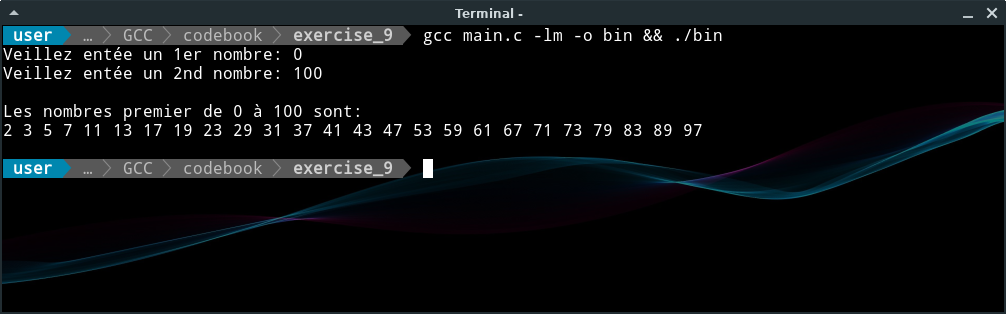 Terminal -
user … GCC codebook exercise_9 gcc main.c -lm -o bin && ./bin
Veillez entée un 1er nombre: 0
Veillez entée un 2nd nombre: 100
Les nombres premier de 0 à 100 sont:
2 3 5 7 11 13 17 19 23 29 31 37 41 43 47 53 59 61 67 71 73 79 83 89 97
user … GCC codebook exercise_9